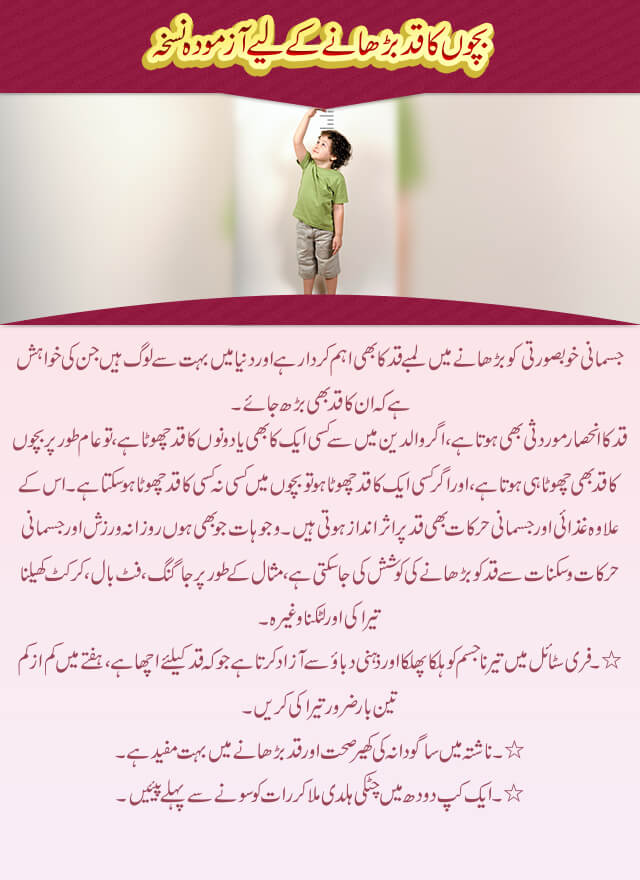 بچوں کا قد بڑھانے کے لیے آزمودہ نسخہ
جسمانی خوبصورتی کو بڑھانے میں لمبے قد کا بھی اہم کردار ہے اور دنیا میں بہت سے لوگ ہیں جن کی خواہش
ہے کہ ان کا قد بھی بڑھ جائے۔
قد کا انحصار موروثی بھی ہوتا ہے، اگر والدین میں سے کسی ایک کا بھی یا دونوں کا قد چھوٹا ہے، تو عام طور پر بچوں
کا قد بھی چھوٹا ہی ہوتا ہے، اور اگر کسی ایک کا قد چھوٹا ہو تو بچوں میں کسی نہ کسی کا قد چھوٹا ہو سکتا ہے۔ اس کے
علاوہ غذائی اور جسمانی حرکات بھی قد پر اثر انداز ہوتی ہیں۔ وجوہات جو بھی ہوں روزانہ ورزش اور جسمانی
حرکات و سکنات سے قد کو بڑھانے کی کوشش کی جا سکتی ہے، مثال کے طور پر جاگنگ، فٹ بال، کرکٹ کھیلنا
تیراکی اور لٹکنا وغیرہ۔
☆۔ فری سٹائل میں تیرنا جسم کو ہلکا پھلکا اور ذہنی دباؤ سے آزاد کرتا ہے جو کہ قد کیلئے اچھا ہے، ہفتے میں کم از کم
تین بار ضرور تیراکی کریں۔
☆۔ ناشتہ میں ساگودانہ کی کھیر صحت اور قد بڑھانے میں بہت مفید ہے۔
☆۔ ایک کپ دودھ میں چٹکی ہلدی ملا کر رات کو سونے سے پہلے پیئیں۔